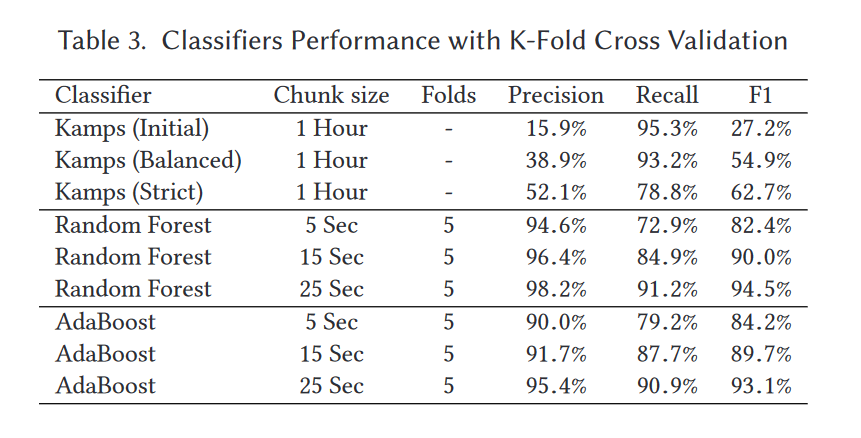 Table 3. Classifiers Performance with K-Fold Cross Validation
Classifier Chunk size Folds Precision Recall F1
Kamps (Initial) 1 Hour - 15.9% 95.3% 27.2%
Kamps (Balanced) 1 Hour - 38.9% 93.2% 54.9%
Kamps (Strict) 1 Hour - 52.1% 78.8% 62.7%
Random Forest 5 Sec 5 94.6% 72.9% 82.4%
Random Forest 15 Sec 5 96.4% 84.9% 90.0%
Random Forest 25 Sec 5 98.2% 91.2% 94.5%
AdaBoost 5 Sec 5 90.0% 79.2% 84.2%
AdaBoost 15 Sec 5 91.7% 87.7% 89.7%
AdaBoost 25 Sec 5 95.4% 90.9% 93.1%